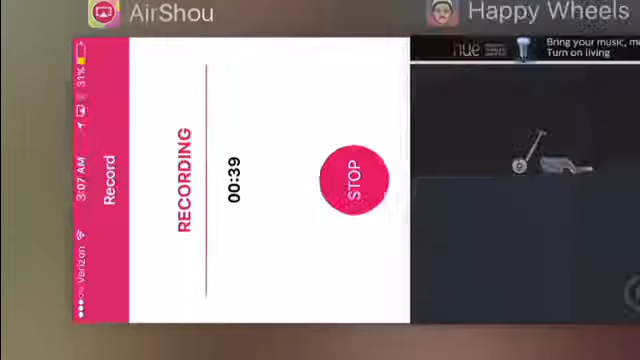 AirShou
Happy Wheels
Verizon
3:07 AM
31%
Record
RECORDING
00:39
STOP
hue
Bring your music, m
Turn on living